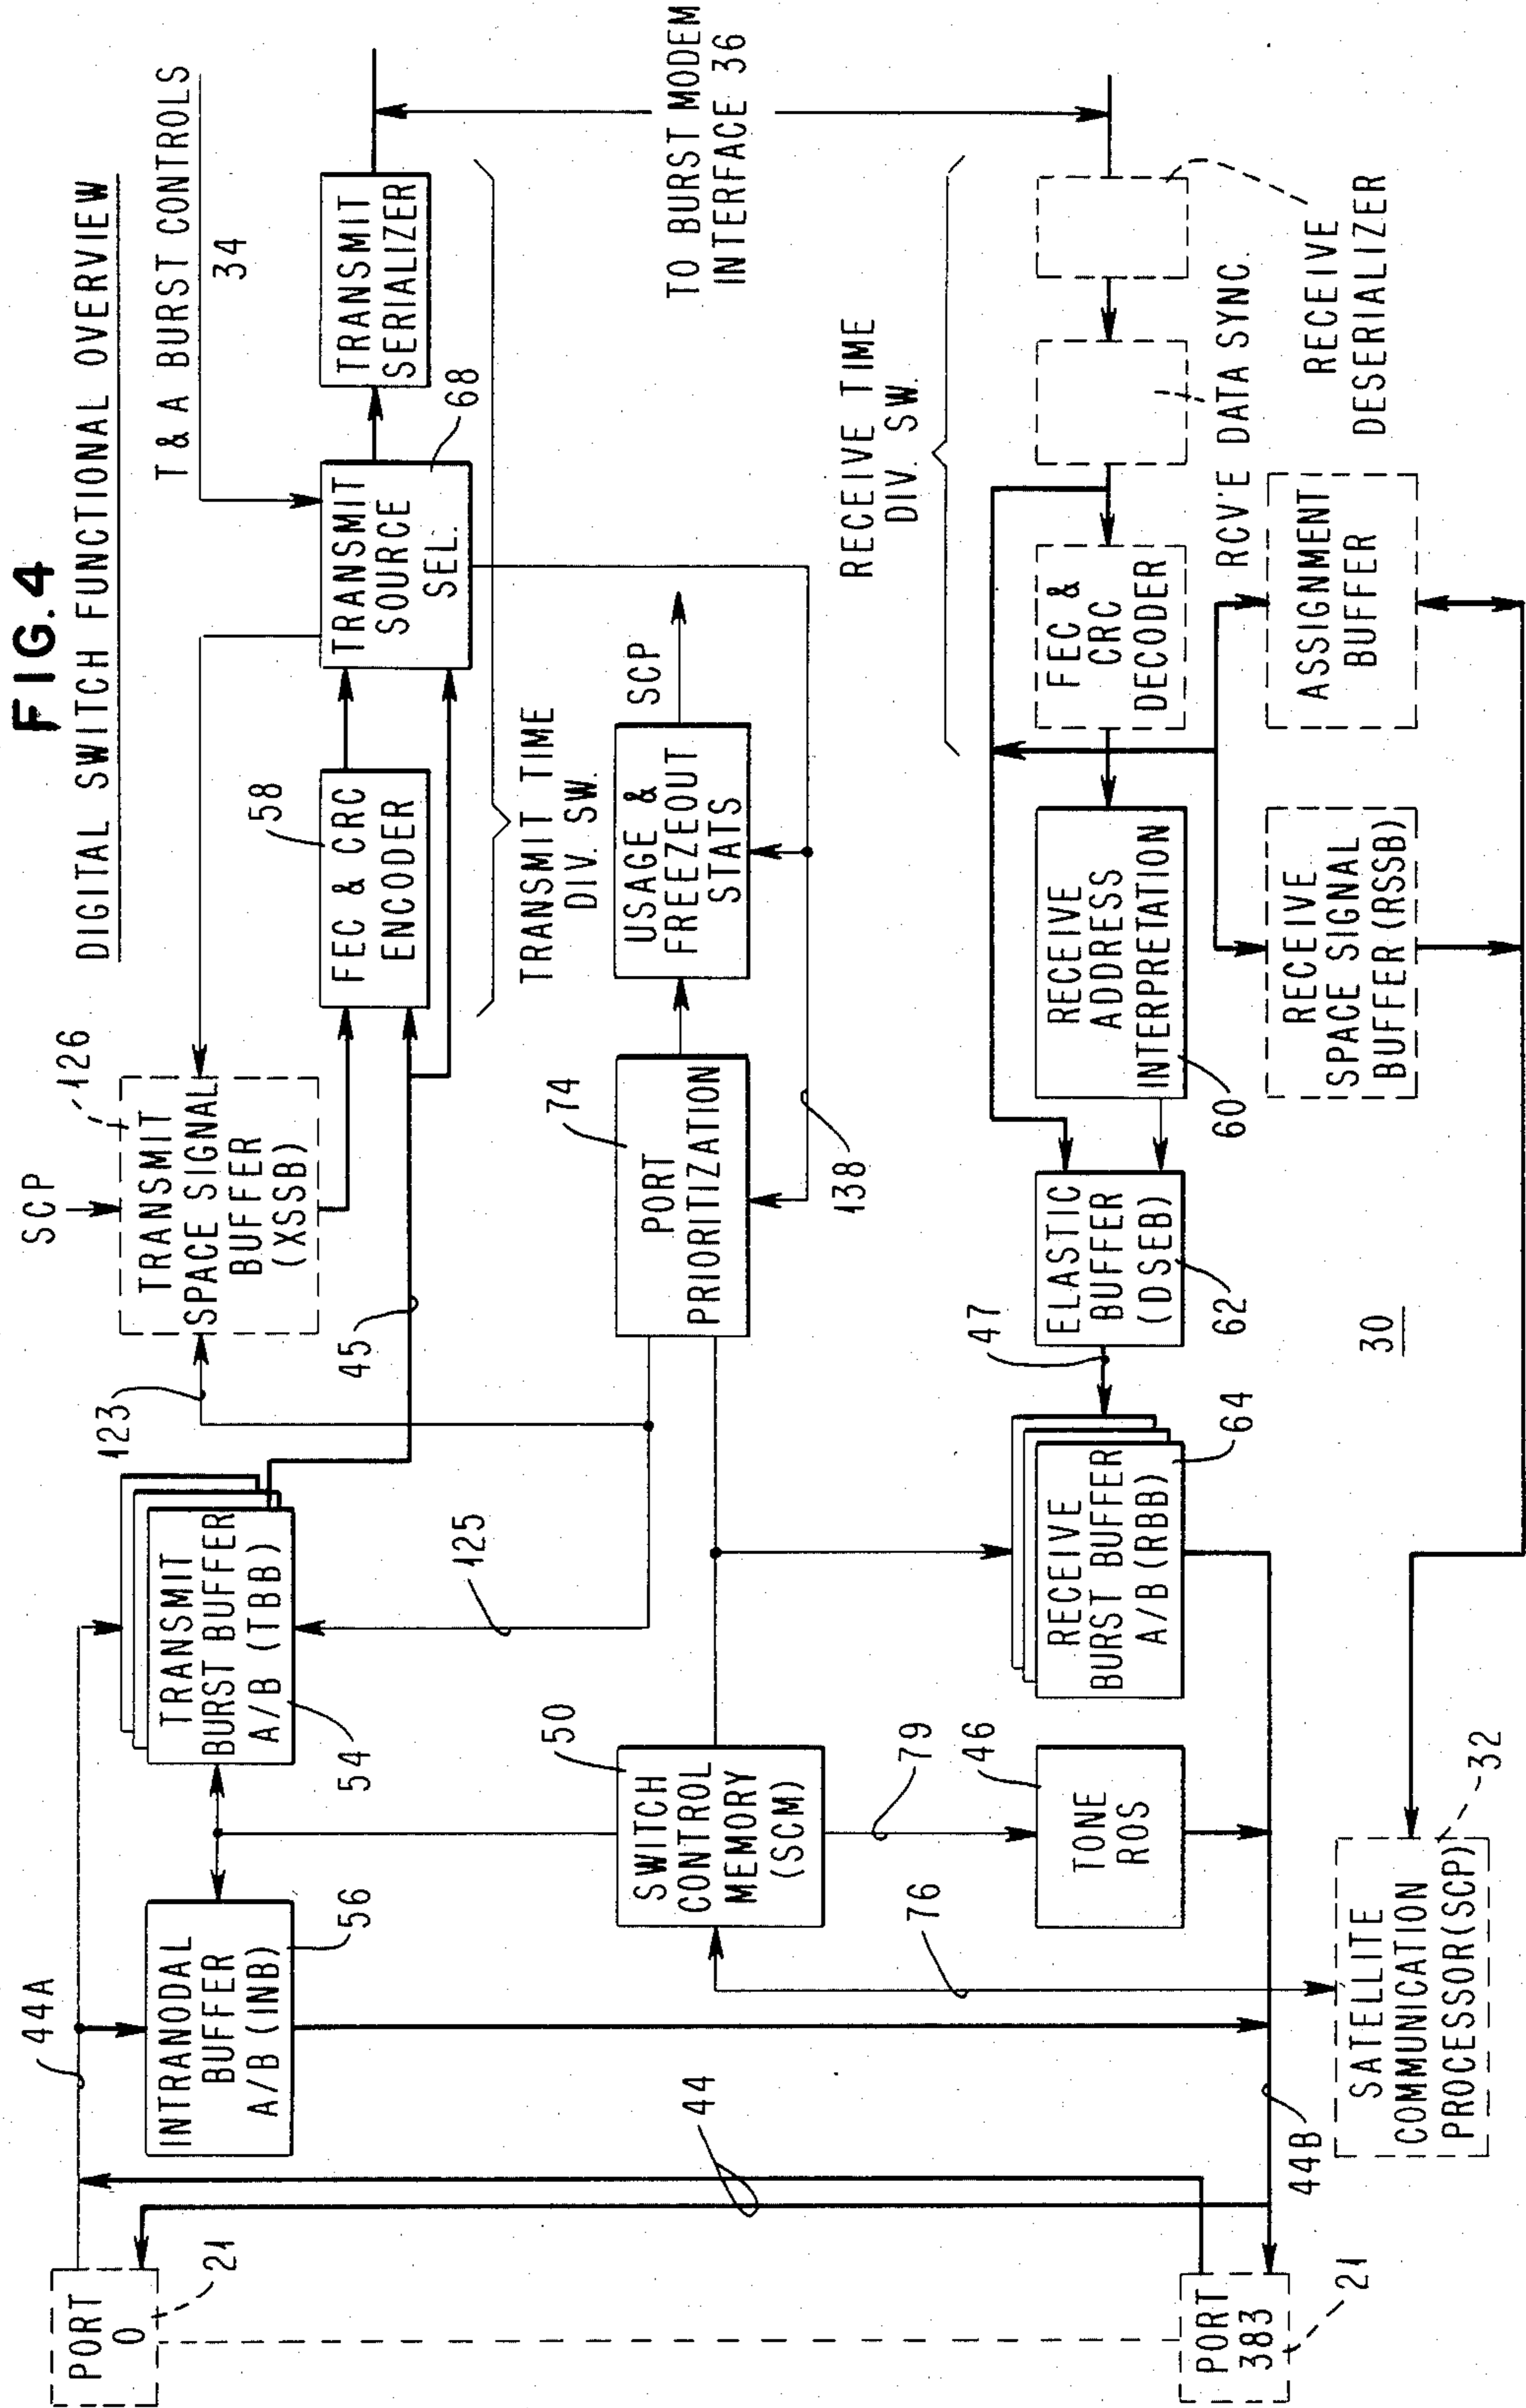 FIG.4
DIGITAL SWITCH FUNCTIONAL OVERVIEW
PORT
0
21
44A
INTRANODAL
BUFFER
A/B (INB)
56
TRANSMIT
BURST BUFFER
A/B (TBB)
54
123
125
SCP
126
TRANSMIT
SPACE SIGNAL
BUFFER
(XSSB)
45
58
FEC & CRC
ENCODER
T & A BURST CONTROLS
34
TRANSMIT
SOURCE
SEL.
68
TRANSMIT
SERIALIZER
TRANSMIT TIME
DIV. SW.
TO BURST MODEM
INTERFACE 36
50
SWITCH
CONTROL
MEMORY
(SCM)
74
PORT
PRIORITIZATION
USAGE &
FREEZEOUT
STATS
SCP
138
76
79
46
TONE
ROS
44
RECEIVE
BURST BUFFER
A/B (RBB)
64
47
ELASTIC
BUFFER
(DSEB)
62
RECEIVE
ADDRESS
INTERPRETATION
60
FEC &
CRC
DECODER
RECEIVE TIME
DIV. SW.
RCV'E DATA SYNC.
RECEIVE
DESERIALIZER
PORT
383
21
44B
SATELLITE
COMMUNICATION
PROCESSOR(SCP)
32
30
RECEIVE
SPACE SIGNAL
BUFFER (RSSB)
ASSIGNMENT
BUFFER